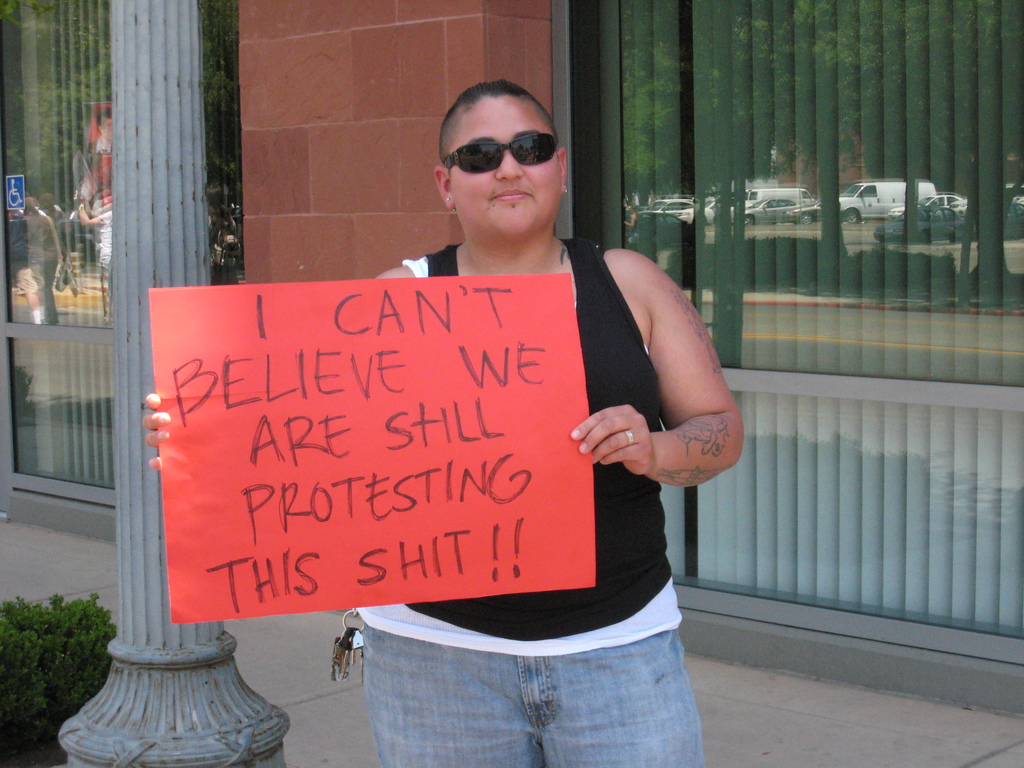 I CAN'T
BELIEVE WE
ARE STILL
PROTESTING
THIS SHIT!!